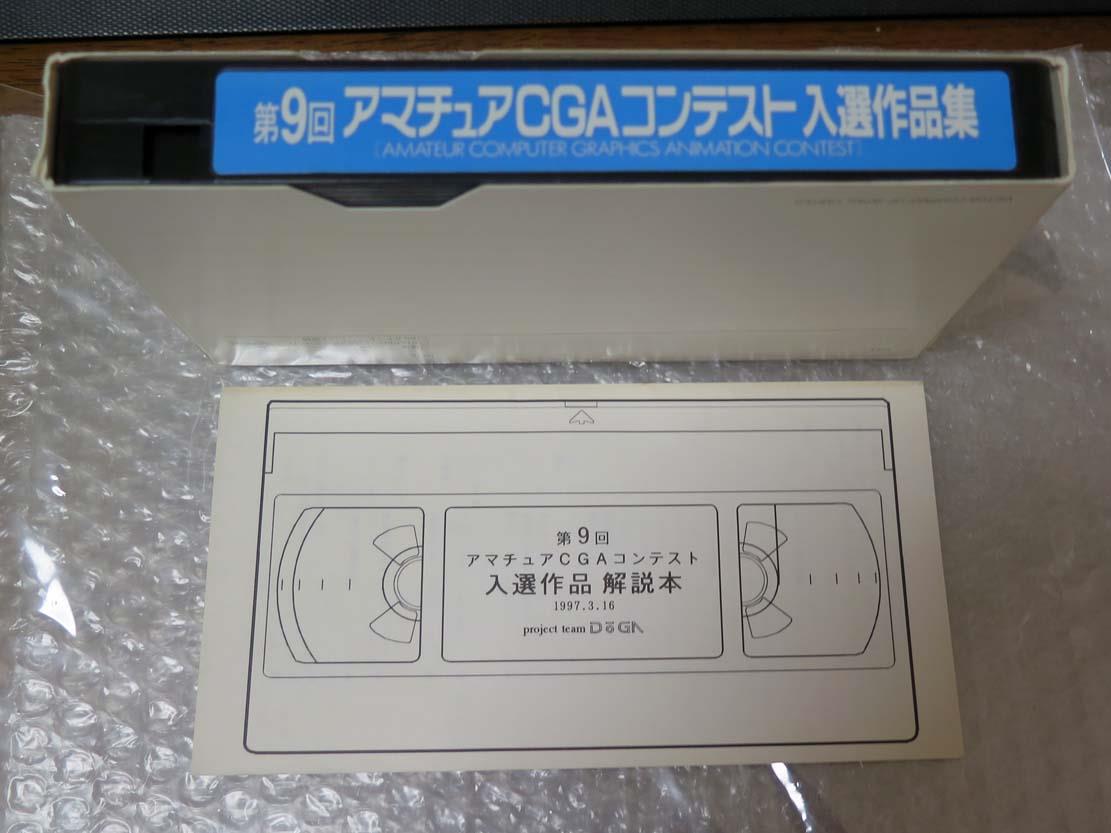 第9回 アマチュアCGAコンテスト 入選作品集
[AMATEUR COMPUTER GRAPHICS ANIMATION CONTEST]
第9回
アマチュアCGAコンテスト
入選作品 解説本
1997.3.16
project team DōGA